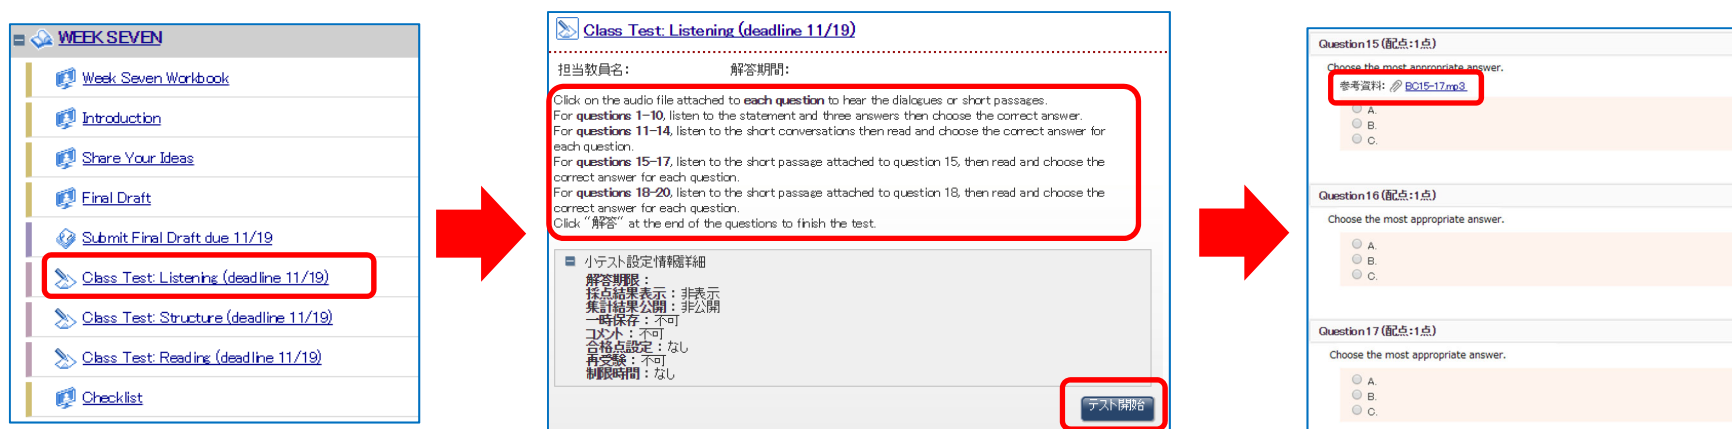 WEEK SEVEN
Week Seven Workbook
Introduction
Share Your Ideas
Final Draft
Submit Final Draft due 11/19
Class Test: Listening (deadline 11/19)
Class Test: Structure (deadline 11/19)
Class Test: Reading (deadline 11/19)
Checklist
Class Test: Listening (deadline 11/19)
担当教員名: 解答期間:
Click on the audio file attached to each question to hear the dialogues or short passages.
For questions 1-10, listen to the statement and three answers then choose the correct answer.
For questions 11-14, listen to the short conversations then read and choose the correct answer for
each question.
For questions 15-17, listen to the short passage attached to question 15, then read and choose the
correct answer for each question.
For questions 18-20, listen to the short passage attached to question 18, then read and choose the
correct answer for each question.
Click "解答" at the end of the questions to finish the test.
小テスト設定情報詳細
解答期限:
採点結果表示:非表示
集計結果公開:非公開
一時保存:不可
コメント:不可
合格点設定:なし
再受験:不可
制限時間:なし
テスト開始
Question15(配点:1点)
Choose the most appropriate answer.
参考資料: BC15-17.mp3
A.
B.
C.
Question16(配点:1点)
Choose the most appropriate answer.
A.
B.
C.
Question17(配点:1点)
Choose the most appropriate answer.
A.
B.
C.